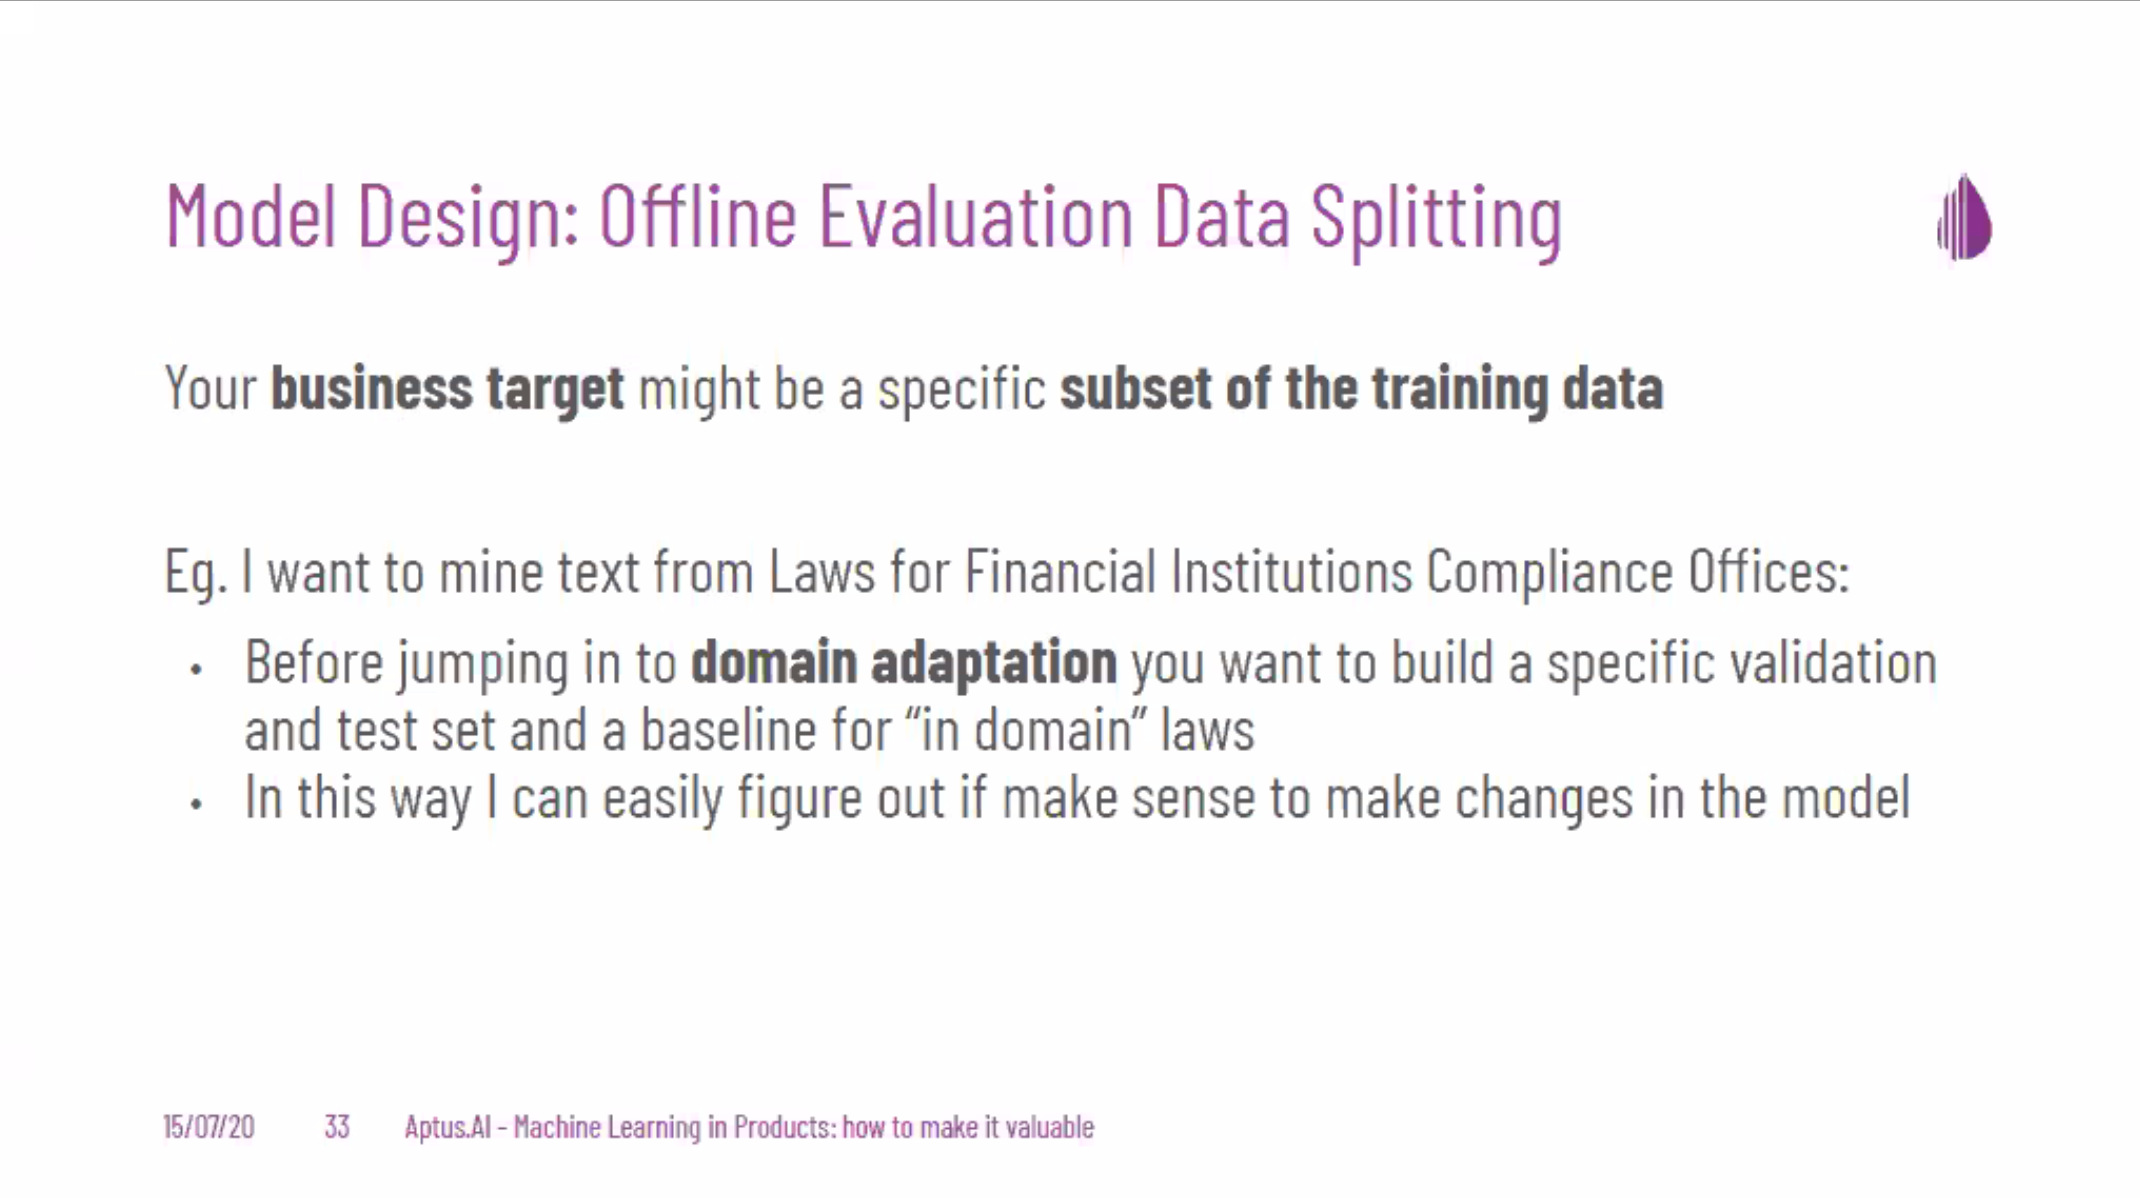 Model Design: Offline Evaluation Data Splitting
Your business target might be a specific subset of the training data
Eg. I want to mine text from Laws for Financial Institutions Compliance Offices:
• Before jumping in to domain adaptation you want to build a specific validation
and test set and a baseline for “in domain” laws
• In this way I can easily figure out if make sense to make changes in the model
15/07/20 33 Aptus.AI - Machine Learning in Products: how to make it valuable